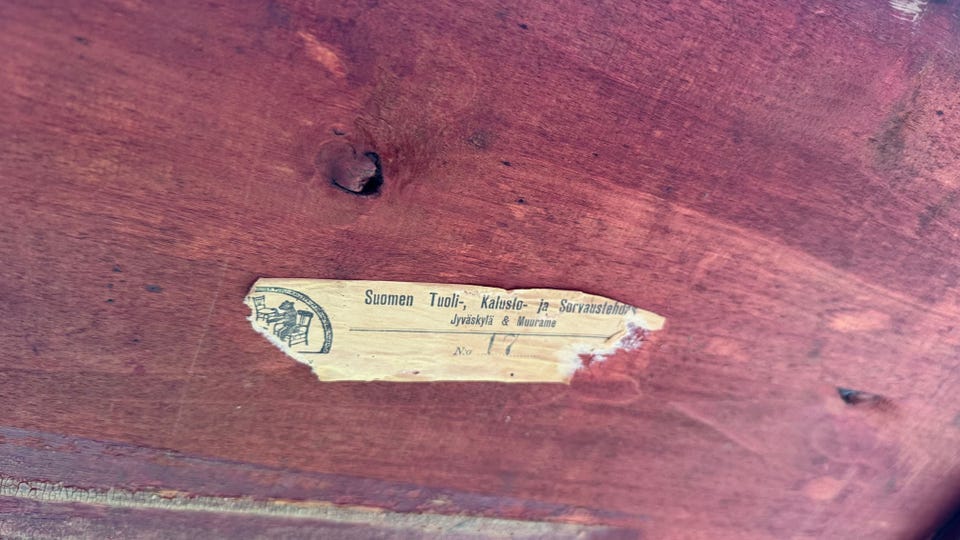 Suomen Tuoli-, Kalusto- ja Sorvaustehd
Jyväskylä & Muurame
No 17